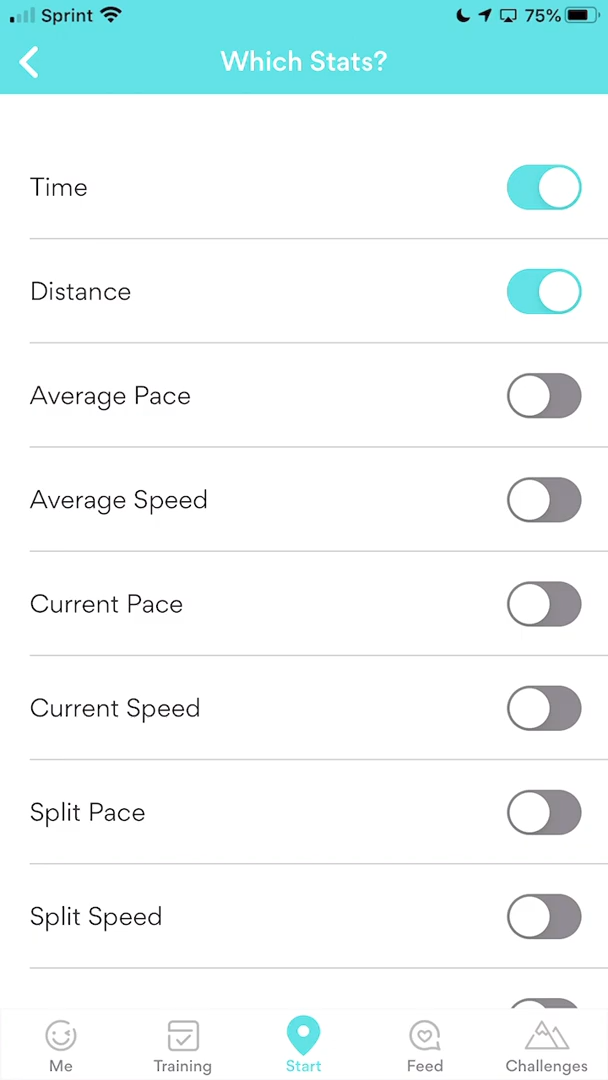 Sprint 75%
Which Stats?
Time
Distance
Average Pace
Average Speed
Current Pace
Current Speed
Split Pace
Split Speed
Me Training Start Feed Challenges